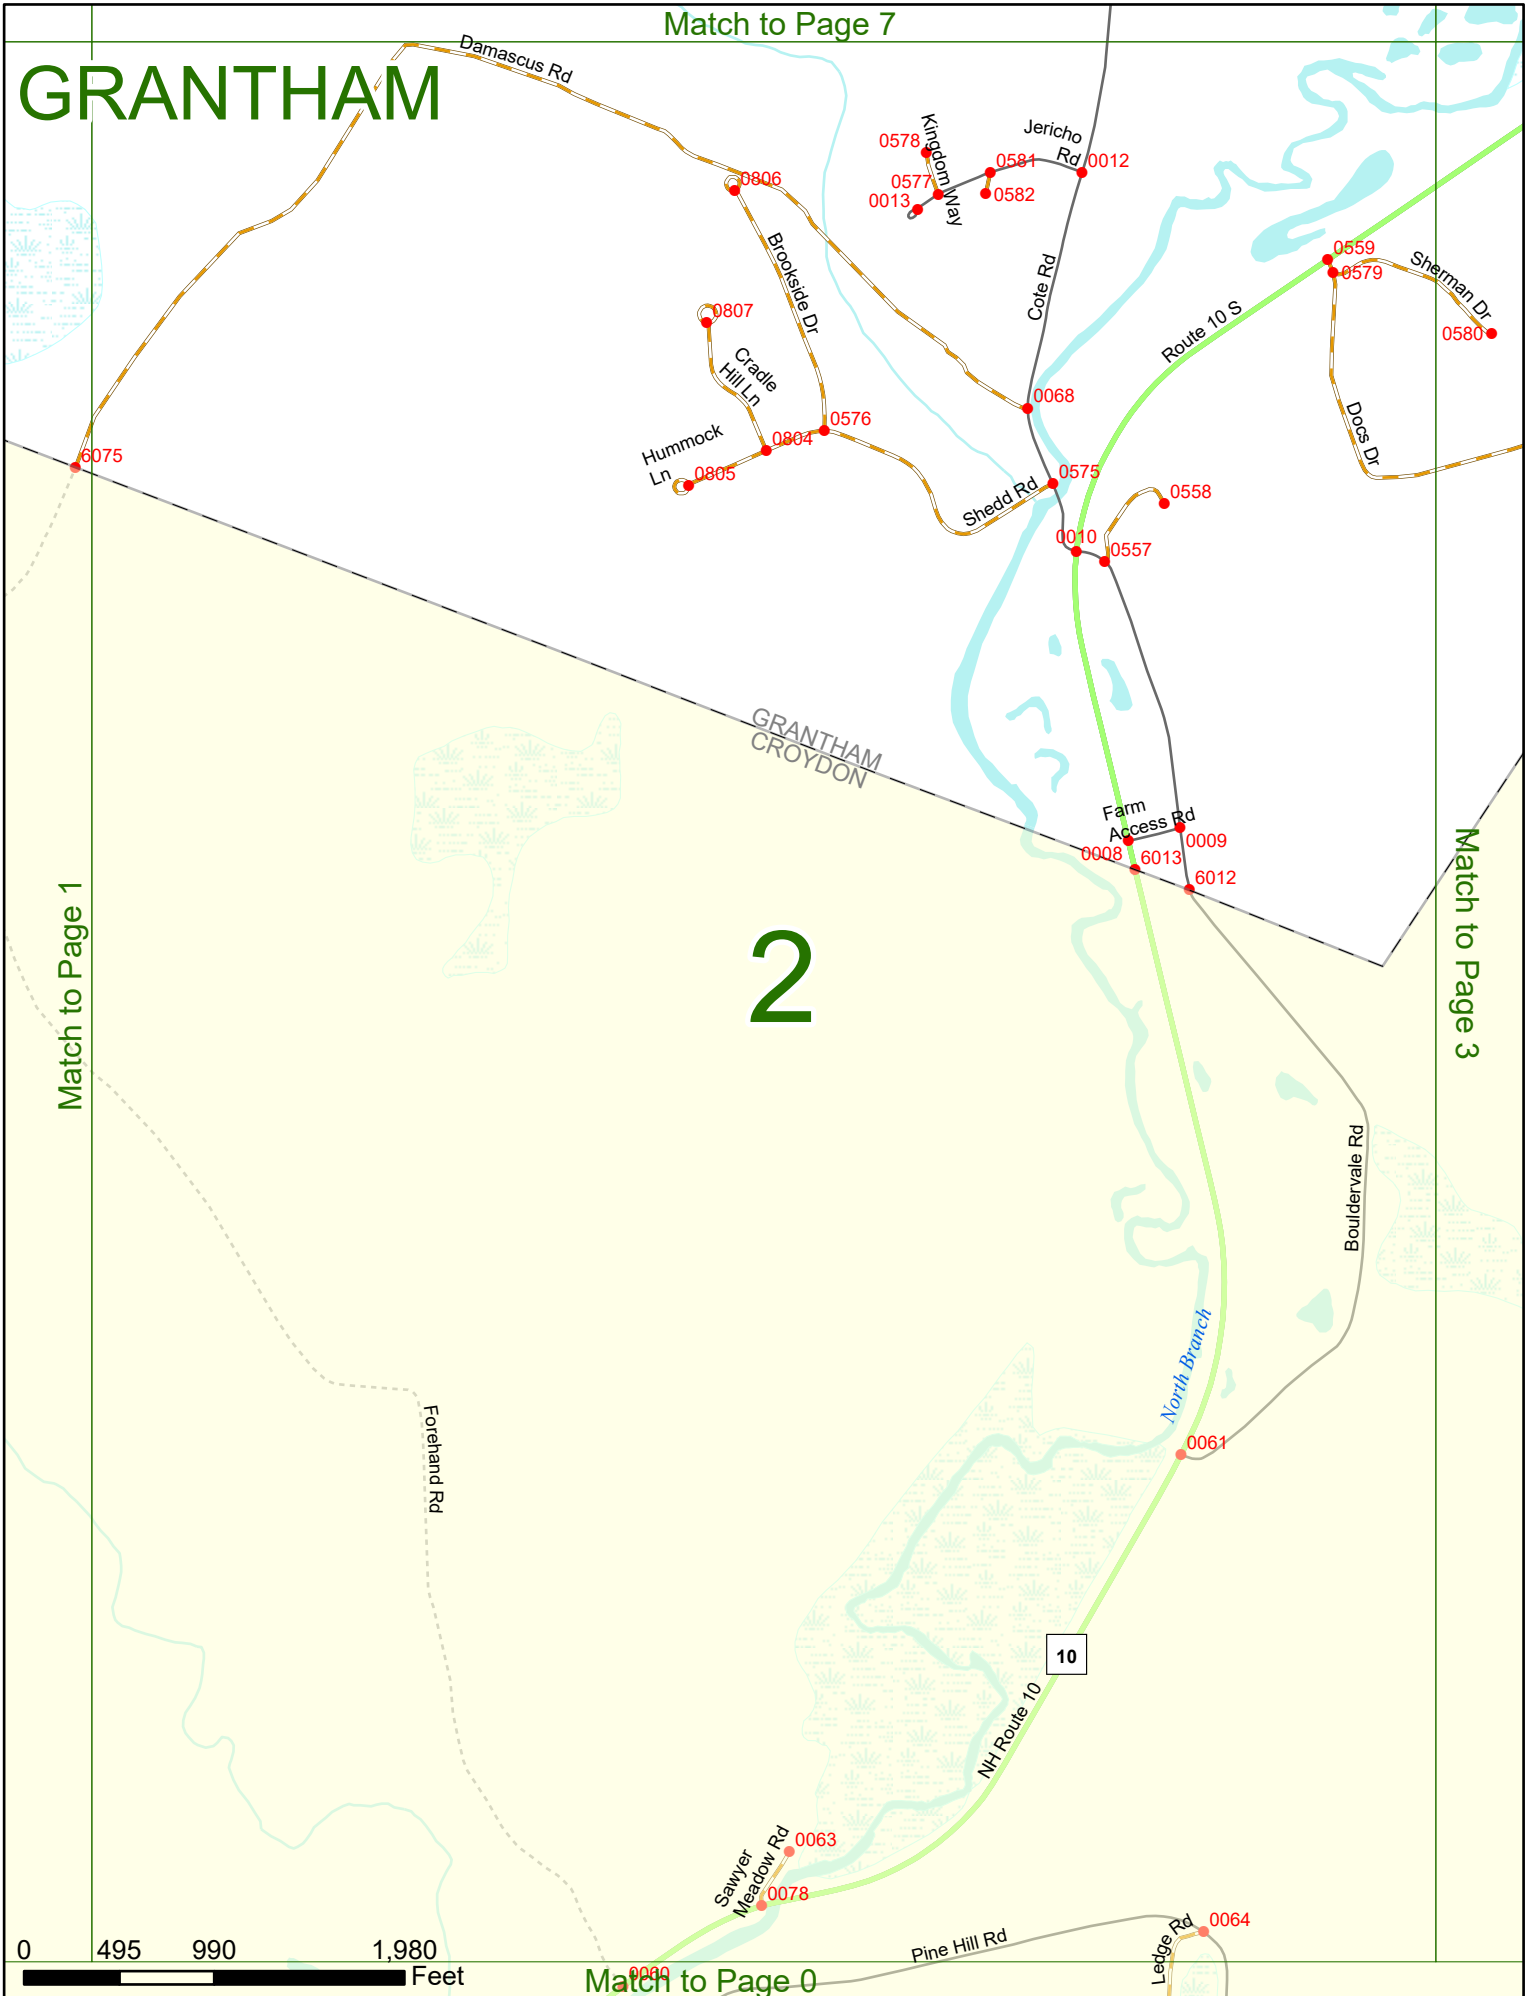 Match to Page 7
GRANTHAM
Damascus Rd
Kingdom Way
Jericho
Rd
0578
0581
0012
0577
0582
0013
0806
Brookside Dr
Cote Rd
0559
0579
Sherman Dr
0580
Route 10 S
0807
Cradle
Hill Ln
0068
Docs Dr
0576
0804
Hummock
Ln
0805
6075
0575
Shedd Rd
0558
0010
0557
GRANTHAM
CROYDON
Farm
Access Rd
0009
0008
6013
6012
Match to Page 1
2
Match to Page 3
Bouldervale Rd
North Branch
Forehand Rd
0061
10
NH Route 10
Sawyer
Meadow Rd
0063
0078
0064
Pine Hill Rd
Ledge Rd
0 495 990 1,980
Feet
0060
Match to Page 0